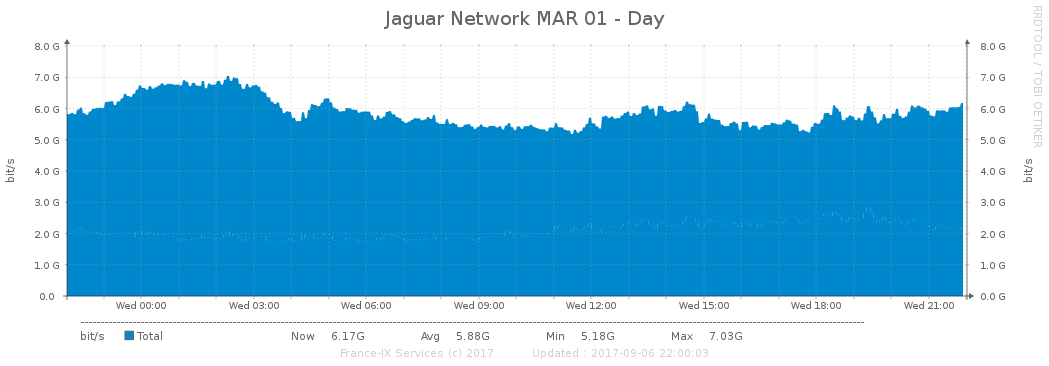 Jaguar Network MAR 01 - Day
RRDTOOL / TOBI OETIKER
8.0 G 8.0 G
7.0 G 7.0 G
6.0 G 6.0 G
5.0 G 5.0 G
4.0 G 4.0 G
3.0 G 3.0 G
2.0 G 2.0 G
1.0 G 1.0 G
0.0 0.0 G
bit/s
bit/s
Wed 00:00 Wed 03:00 Wed 06:00 Wed 09:00 Wed 12:00 Wed 15:00 Wed 18:00 Wed 21:00
bit/s Total Now 6.17G Avg 5.88G Min 5.18G Max 7.03G
France-IX Services (c) 2017 Updated : 2017-09-06 22:00:03